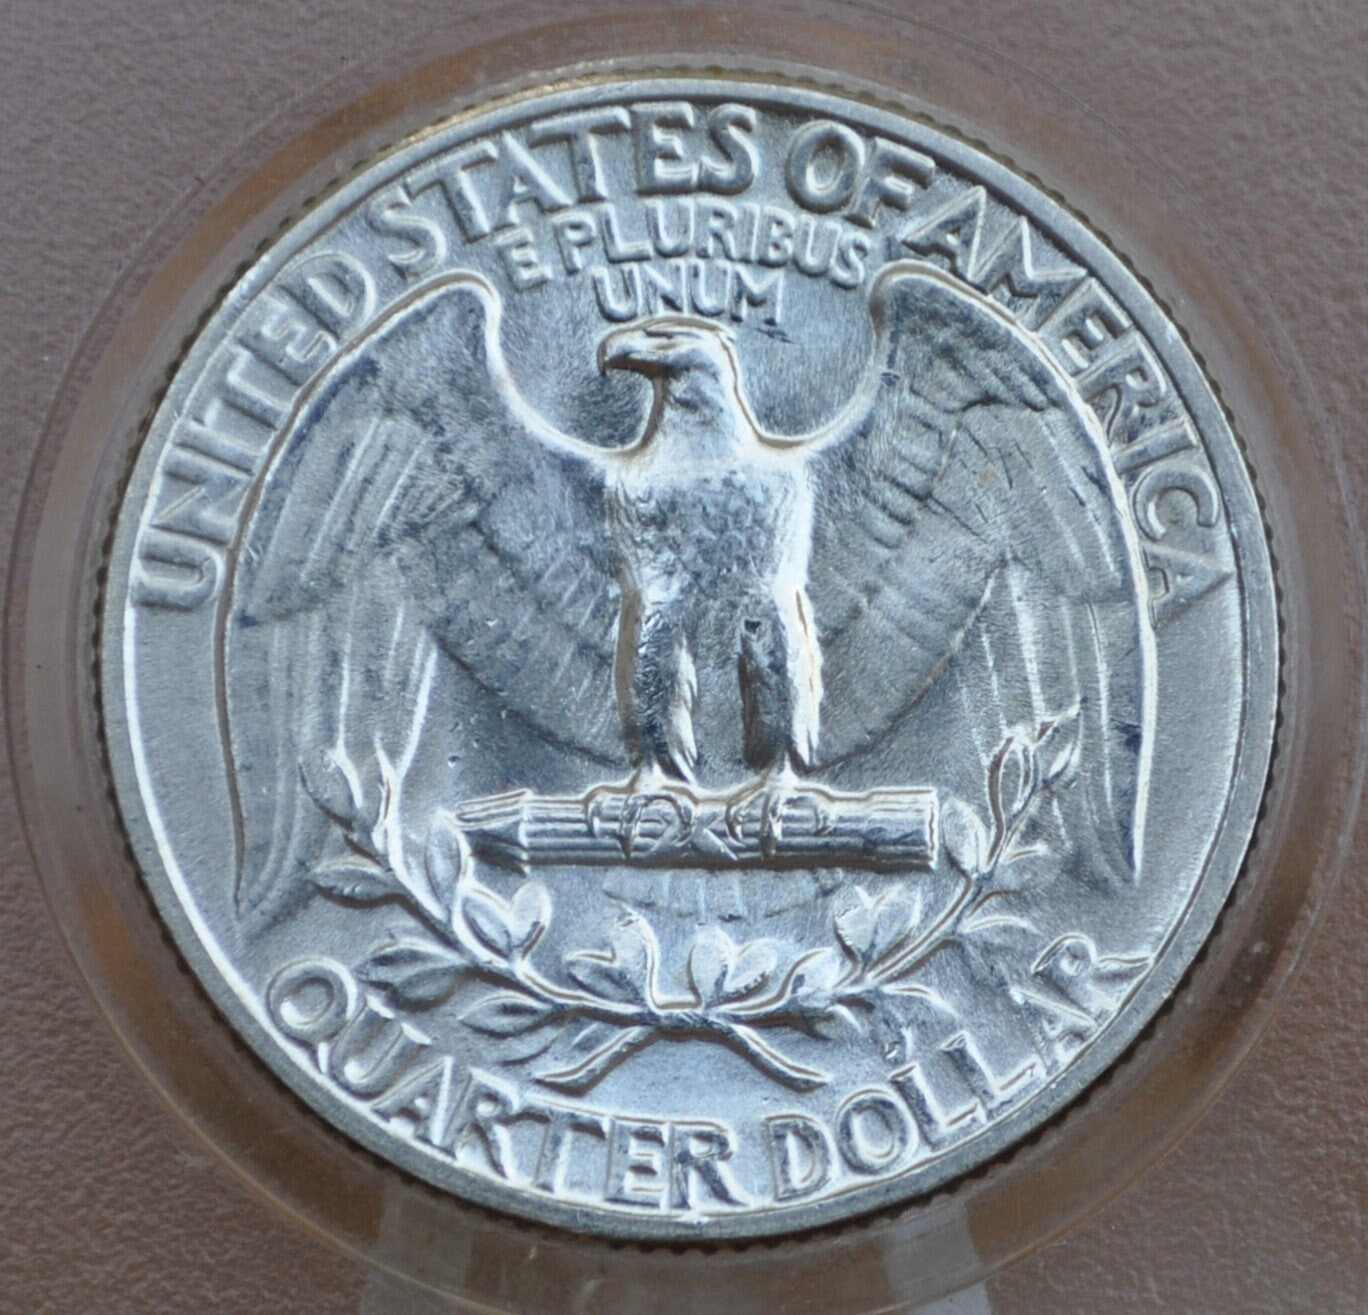 UNITED STATES OF AMERICA
E PLURIBUS
UNUM
QUARTER DOLLAR